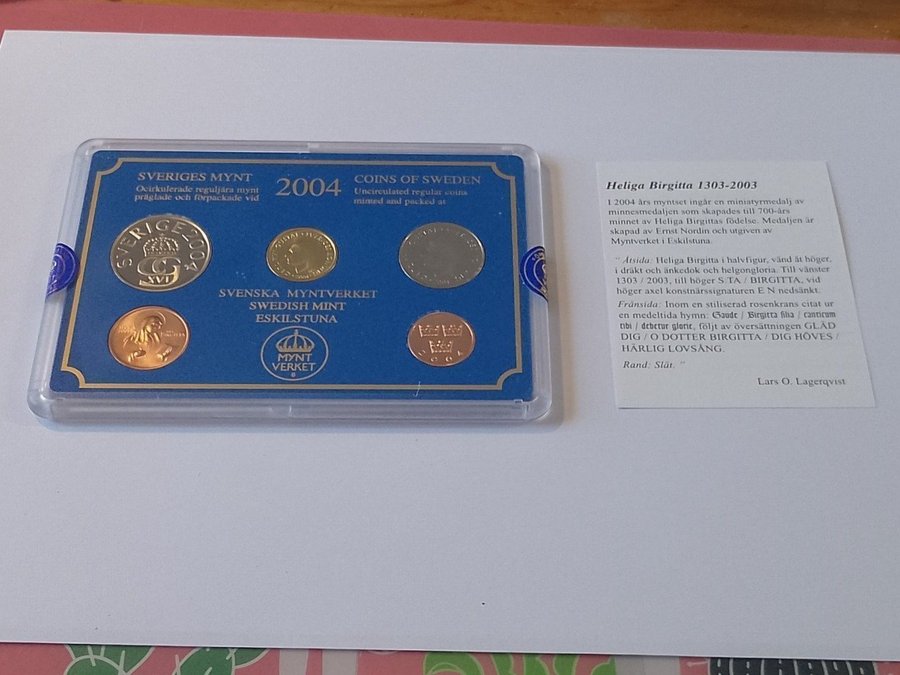 SVERIGES MYNT
Ocirkulerade reguljära mynt
präglade och förpackade vid
2004
COINS OF SWEDEN
Uncirculated regular coins
minted and packed at
SVERIGE 2004
CG
XVI
SVENSKA MYNTVERKET
SWEDISH MINT
ESKILSTUNA
MYNT
VERKET
Heliga Birgitta 1303-2003
I 2004 års myntset ingår en miniatyrmedalj av
minnesmedaljen som skapades till 700-års
minnet av Heliga Birgittas födelse. Medaljen är
skapad av Ernst Nordin och utgiven av
Myntverket i Eskilstuna.
" Åtsida: Heliga Birgitta i halvfigur, vänd åt höger,
i dräkt och änkedok och helgongloria. Till vänster
1303 / 2003, till höger S:TA / BIRGITTA, vid
höger axel konstnärssignaturen E N nedsänkt.
Frånsida: Inom en stiliserad rosenkrans citat ur
en medeltida hymn: Gaude / Birgitta filia / canticum
tibi / debetur glorie, följt av översättningen GLÄD
DIG / O DOTTER BIRGITTA / DIG HÖVES /
HÄRLIG LOVSÅNG.
Rand: Slät. "
Lars O. Lagerqvist